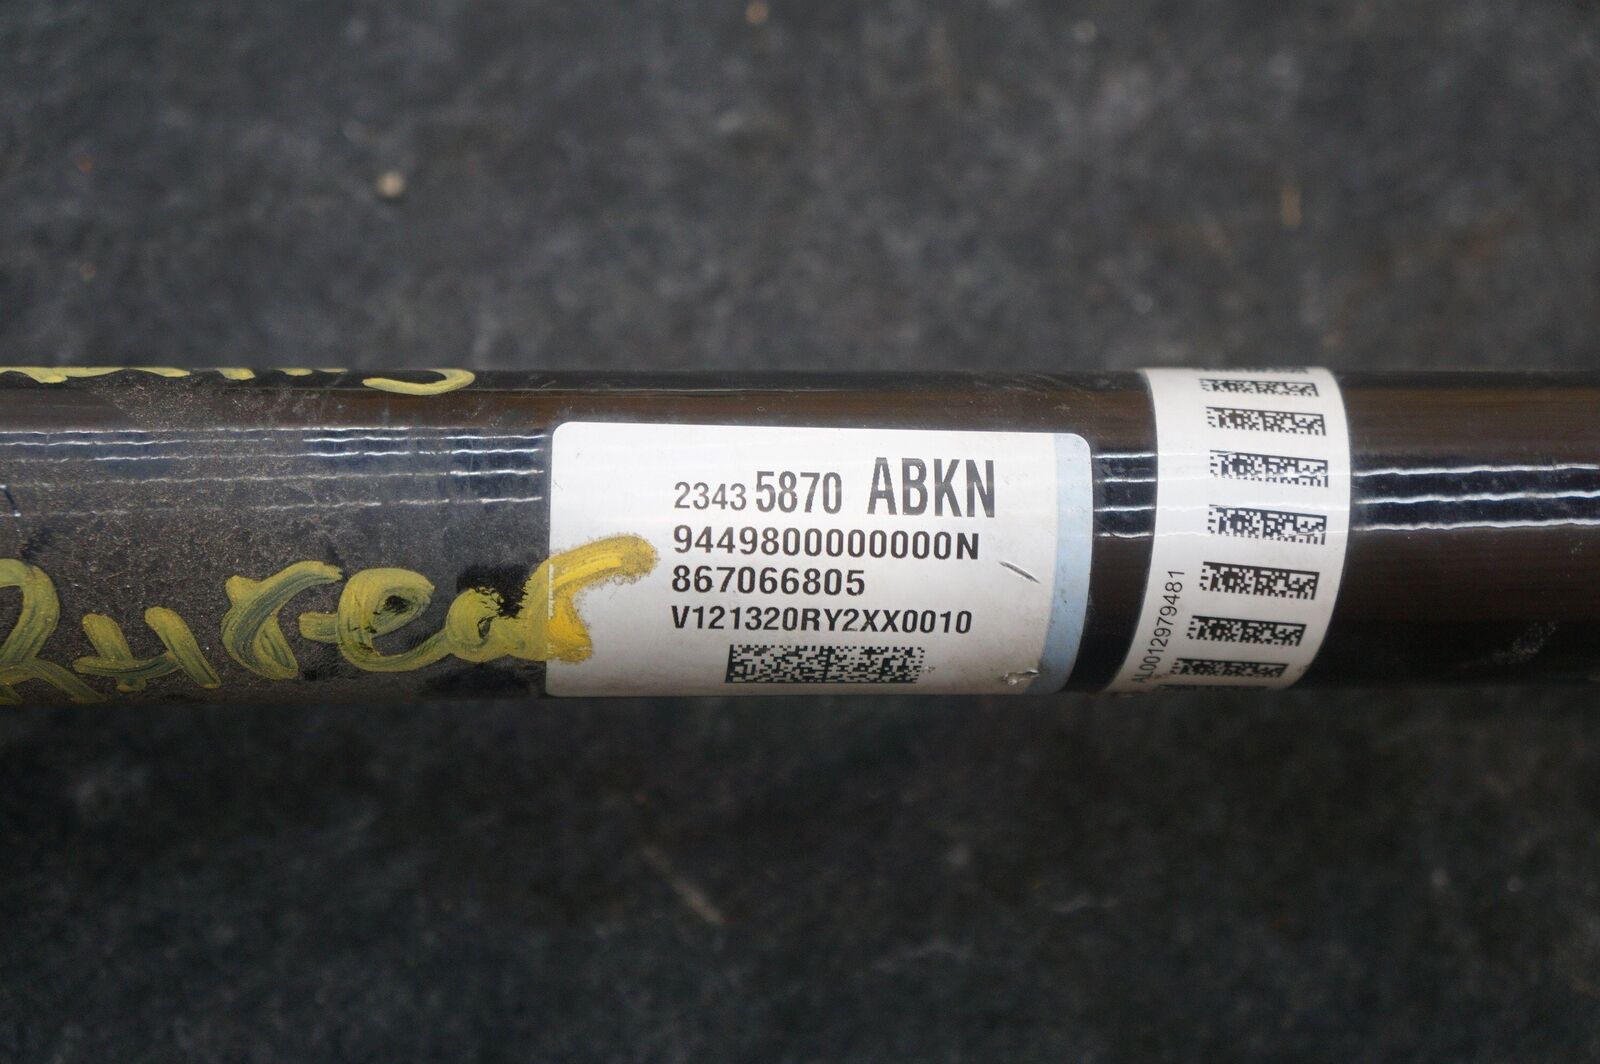 2343 5870 ABKN
9449800000000N
867066805
V121320RY2XX0010
AL0012979481